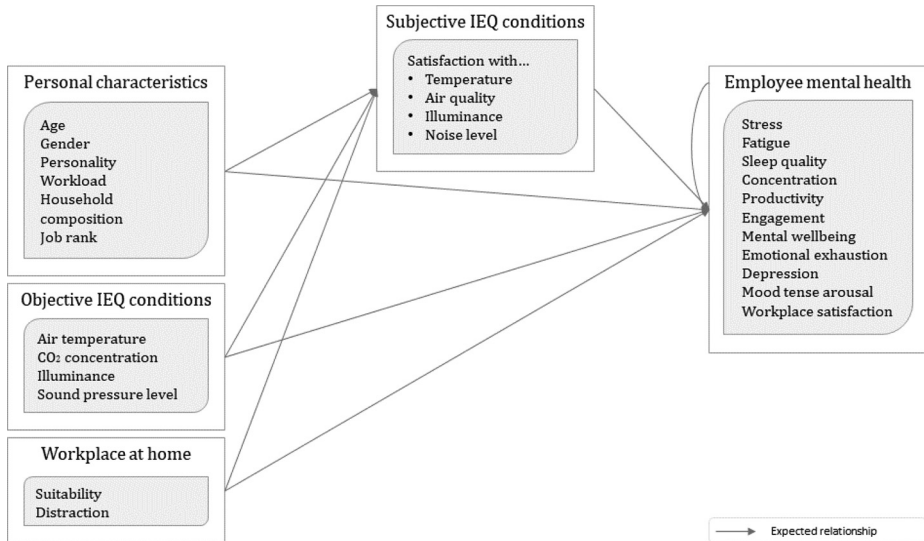 Subjective IEQ conditions
Satisfaction with...
• Temperature
• Air quality
• Illuminance
• Noise level
Personal characteristics
Age
Gender
Personality
Workload
Household
composition
Job rank
Objective IEQ conditions
Air temperature
CO₂ concentration
Illuminance
Sound pressure level
Workplace at home
Suitability
Distraction
Employee mental health
Stress
Fatigue
Sleep quality
Concentration
Productivity
Engagement
Mental wellbeing
Emotional exhaustion
Depression
Mood tense arousal
Workplace satisfaction
Expected relationship